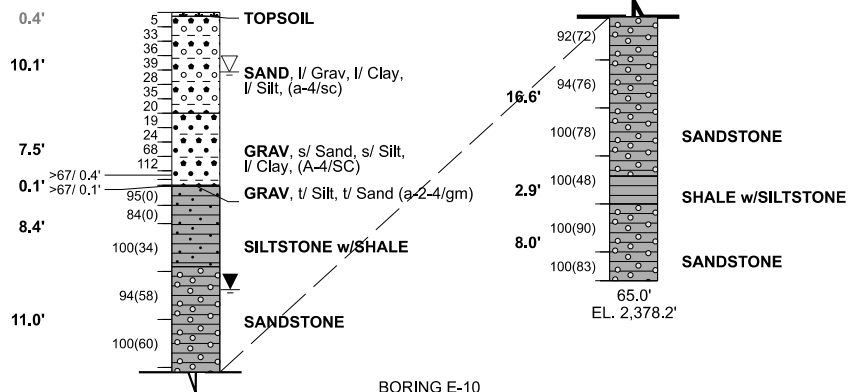 0.4'
5
TOPSOIL
33
36
10.1'
39
28
SAND, l/ Grav, l/ Clay,
l/ Silt, (a-4/sc)
35
20
19
24
7.5'
68
GRAV, s/ Sand, s/ Silt,
l/ Clay, (A-4/SC)
112
>67/ 0.4'
0.1'
>67/ 0.1'
GRAV, t/ Silt, t/ Sand (a-2-4/gm)
95(0)
84(0)
8.4'
100(34)
SILTSTONE w/SHALE
94(58)
11.0'
SANDSTONE
100(60)
92(72)
16.6'
94(76)
100(78)
SANDSTONE
100(48)
2.9'
SHALE w/SILTSTONE
100(90)
8.0'
100(83)
SANDSTONE
65.0'
EL. 2,378.2'
BORING E-10